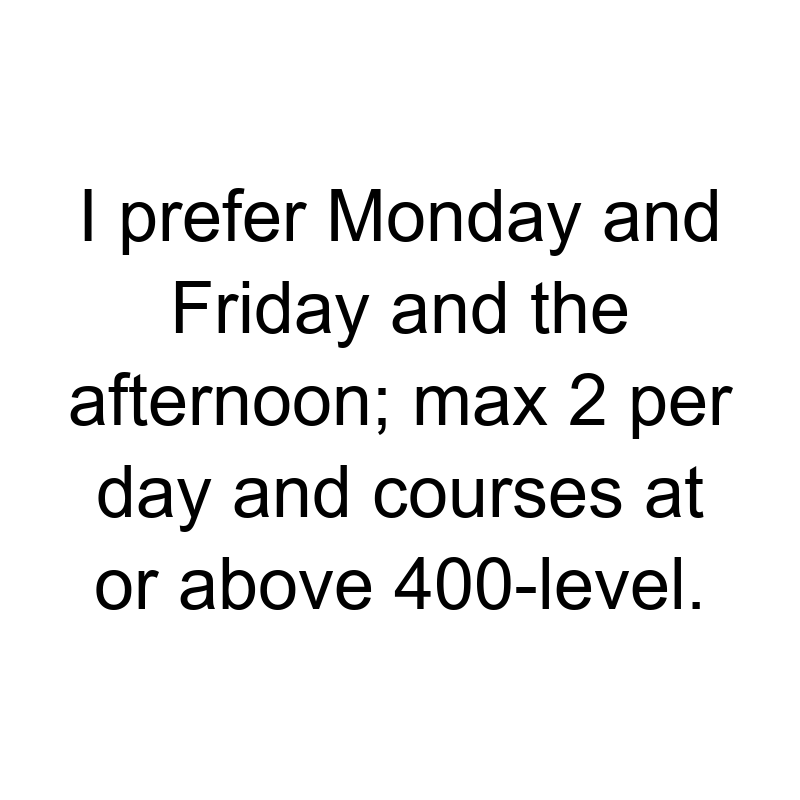 I prefer Monday and
Friday and the
afternoon; max 2 per
day and courses at
or above 400-level.